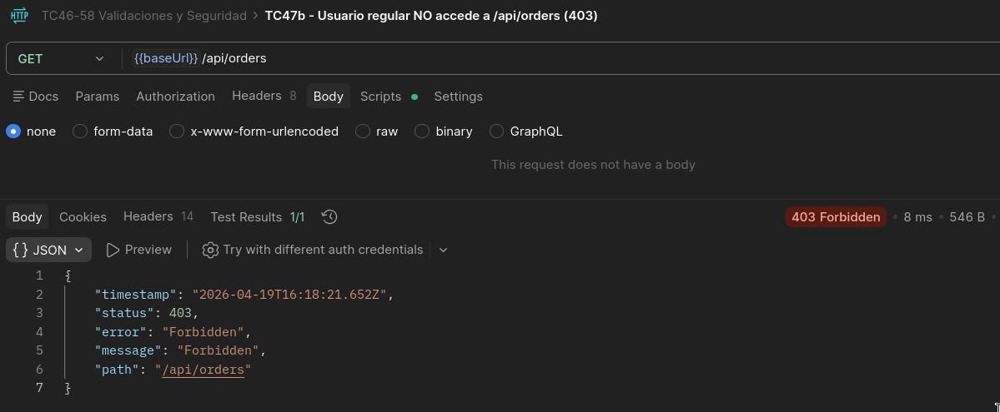 HTTP TC46-58 Validaciones y Seguridad > TC47b - Usuario regular NO accede a /api/orders (403)
GET {{baseUrl}} /api/orders
Docs Params Authorization Headers 8 Body Scripts Settings
none form-data x-www-form-urlencoded raw binary GraphQL
This request does not have a body
Body Cookies Headers 14 Test Results 1/1 403 Forbidden • 8 ms • 546 B •
{} JSON Preview Try with different auth credentials
1 {
2 "timestamp": "2026-04-19T16:18:21.652Z",
3 "status": 403,
4 "error": "Forbidden",
5 "message": "Forbidden",
6 "path": "/api/orders"
7 }